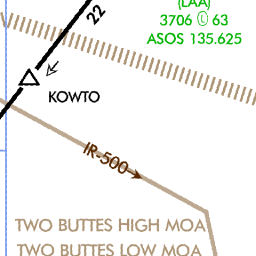 (LAA)
3706 Ⓛ 63
ASOS 135.625
22
KOWTO
IR-500
TWO BUTTES HIGH MOA
TWO BUTTES LOW MOA